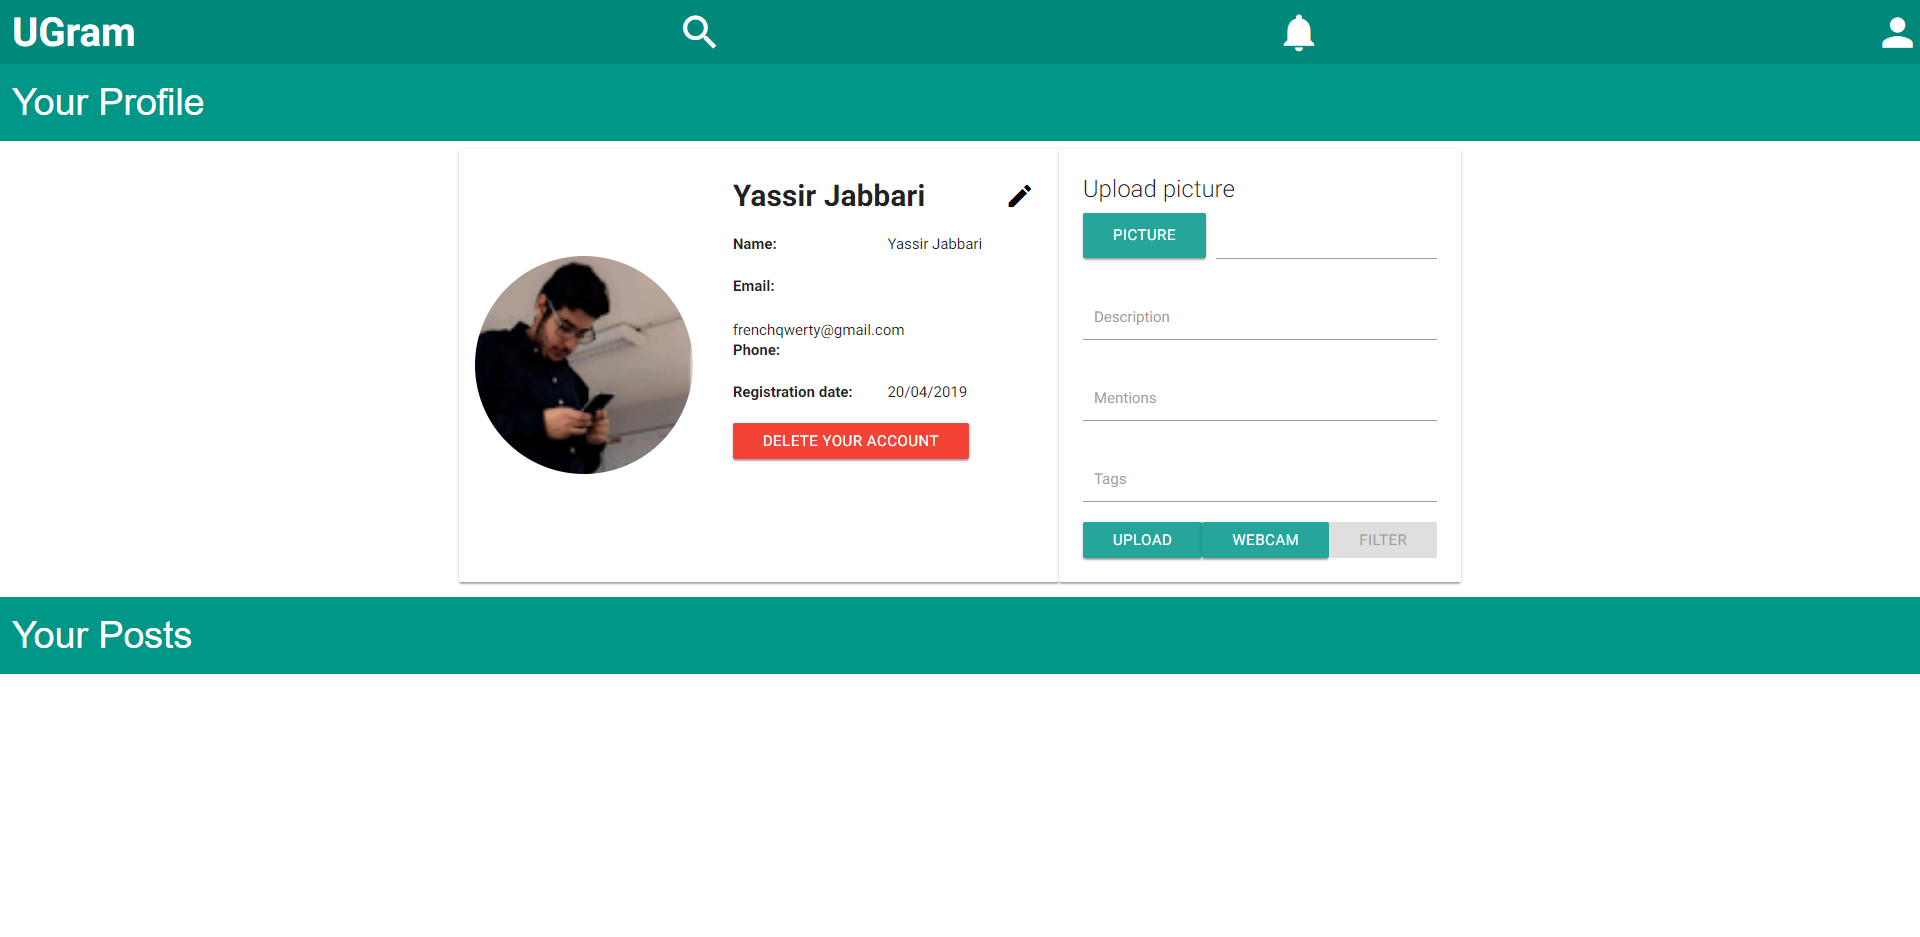 UGram
Your Profile
Yassir Jabbari
Name: Yassir Jabbari
Email:
frenchqwerty@gmail.com
Phone:
Registration date: 20/04/2019
DELETE YOUR ACCOUNT
Upload picture
PICTURE
Description
Mentions
Tags
UPLOAD WEBCAM FILTER
Your Posts